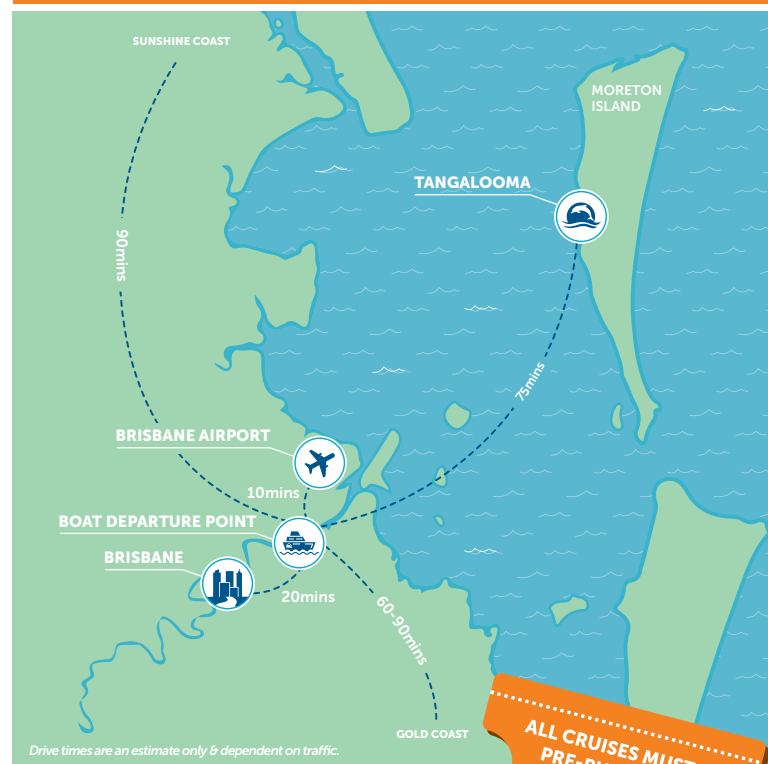 SUNSHINE COAST
MORETON
ISLAND
TANGALOOMA
90mins
75mins
BRISBANE AIRPORT
10mins
BOAT DEPARTURE POINT
BRISBANE
20mins
60-90mins
GOLD COAST
ALL CRUISES MUST
Drive times are an estimate only & dependent on traffic.